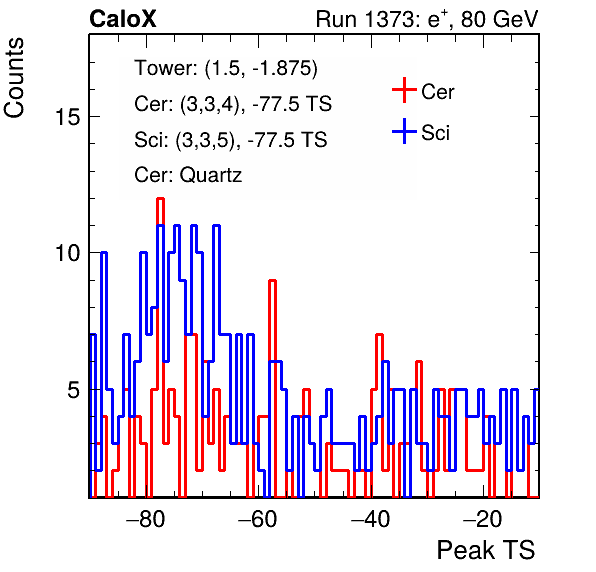 CaloX Run 1373: e⁺, 80 GeV
Counts
Tower: (1.5, -1.875)
Cer: (3,3,4), -77.5 TS
Sci: (3,3,5), -77.5 TS
Cer: Quartz
Cer
Sci
15
10
5
−80 −60 −40 −20
Peak TS